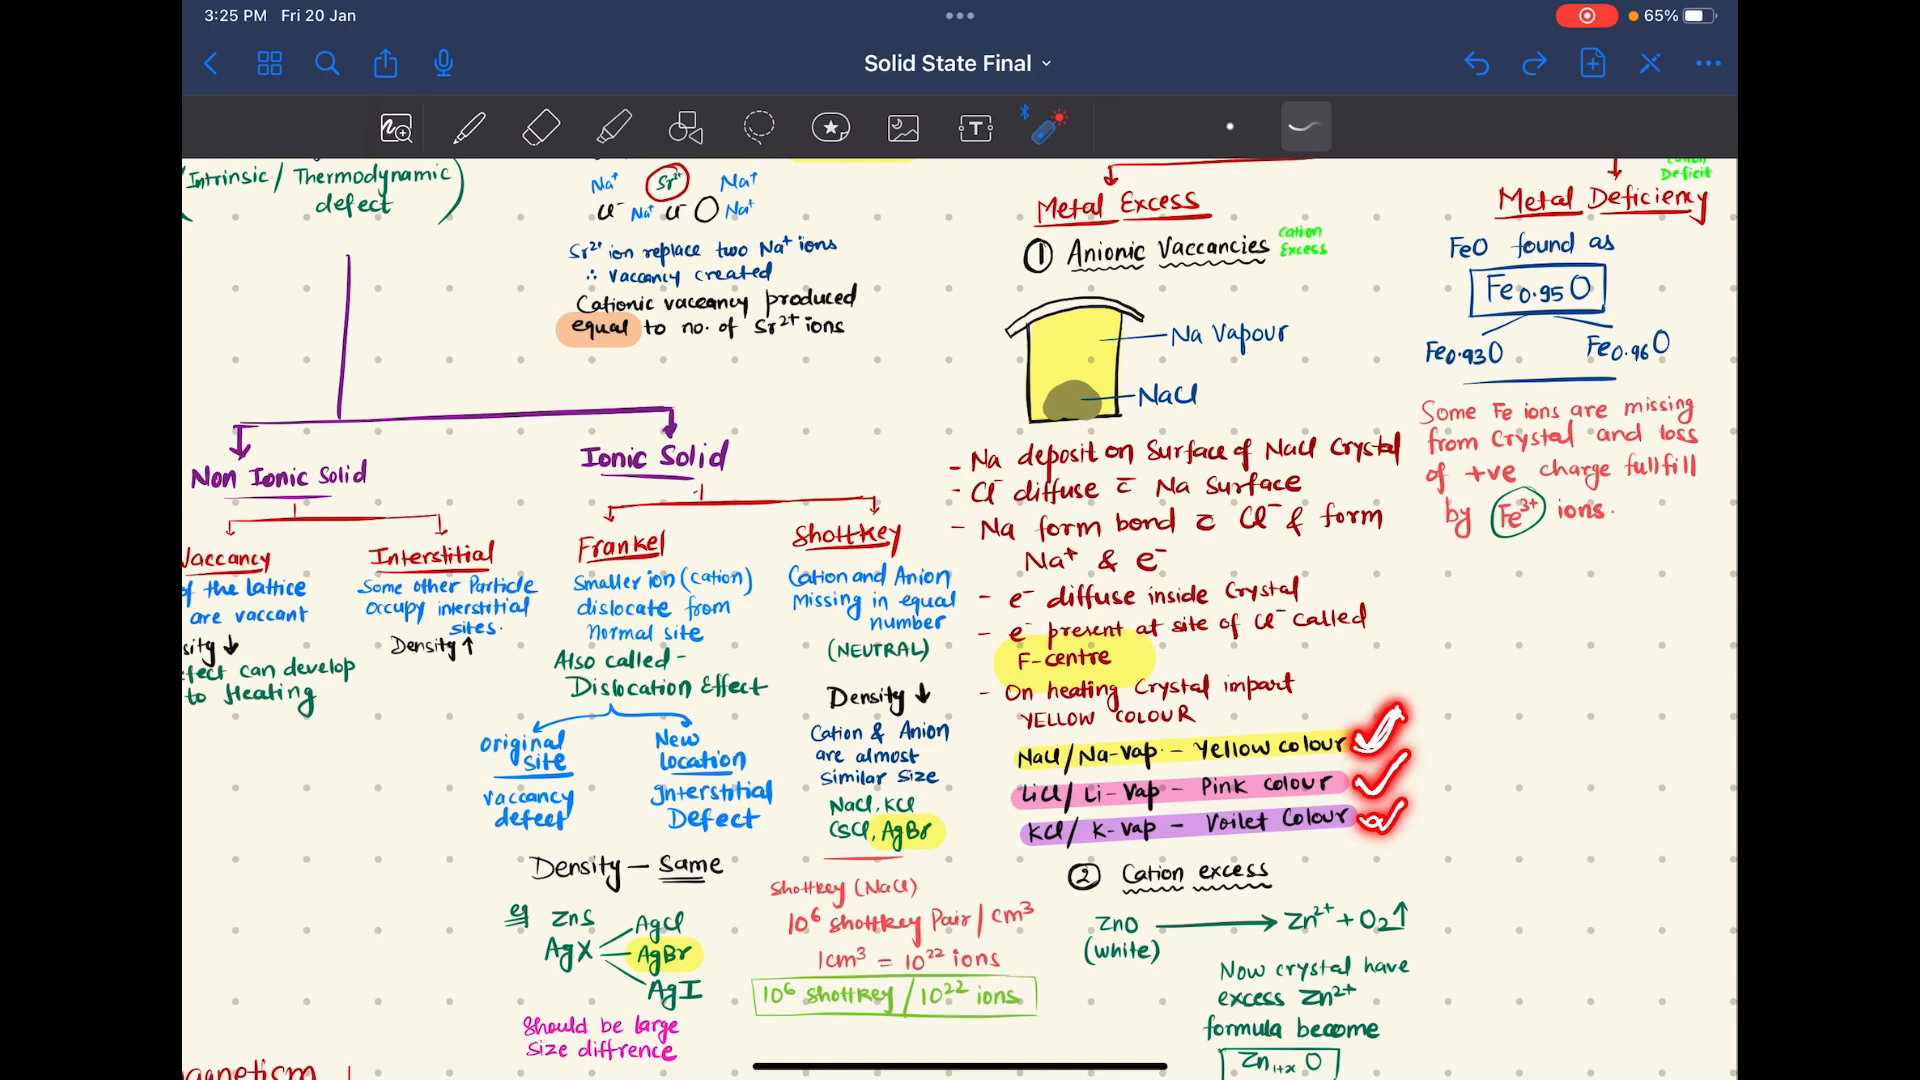 3:25 PM Fri 20 Jan
65%
Solid State Final
(Intrinsic / Thermodynamic
defect)
Na⁺ Sr²⁺ Na⁺
Cl⁻ Na⁺ Cl⁻ Na⁺
Sr²⁺ ion replace two Na⁺ ions
∴ vaccancy created
Cationic vaccancy produced
equal to no. of Sr²⁺ ions
Non Ionic Solid
Ionic Solid
Vaccancy
of the lattice
are vaccant
sity ↓
efect can develop
to Heating
Interstitial
Some other Particle
occupy interstitial
sites.
Density ↑
Frankel
Smaller ion (cation)
dislocate from
normal site
Also called -
Dislocation Effect
original
site
vaccancy
defect
New
location
Interstitial
Defect
Density - Same
eg ZnS
AgX
AgCl
AgBr
AgI
Should be large
size diffrence
Shottkey
Cation and Anion
Missing in equal
number
(NEUTRAL)
Density ↓
Cation & Anion
are almost
similar size
NaCl, KCl
CsCl, AgBr
Shottkey (NaCl)
10⁶ shottkey Pair / cm³
1cm³ = 10²² ions
10⁶ shottkey / 10²² ions
Metal Excess
① Anionic Vaccancies
Cation
Excess
Na Vapour
NaCl
- Na deposit on Surface of NaCl Crystal
- Cl⁻ diffuse c̄ Na Surface
- Na form bond c̄ Cl⁻ & form
Na⁺ & e⁻
- e⁻ diffuse inside Crystal
- e⁻ present at site of Cl⁻ called
F-centre
- On heating Crystal impart
YELLOW COLOUR
NaCl / Na-Vap. - Yellow colour
LiCl / Li-Vap - Pink colour
KCl / K-vap - Voilet Colour
② Cation excess
ZnO → Zn²⁺ + O₂↑
(white)
Now crystal have
excess Zn²⁺
formula become
Zn₁₊ₓ O
Deficit
Metal Deficiency
FeO found as
Fe₀.₉₅O
Fe₀.₉₃O
Fe₀.₉₆O
Some Fe ions are missing
from Crystal and loss
of +ve charge fullfill
by Fe³⁺ ions.
agnetism